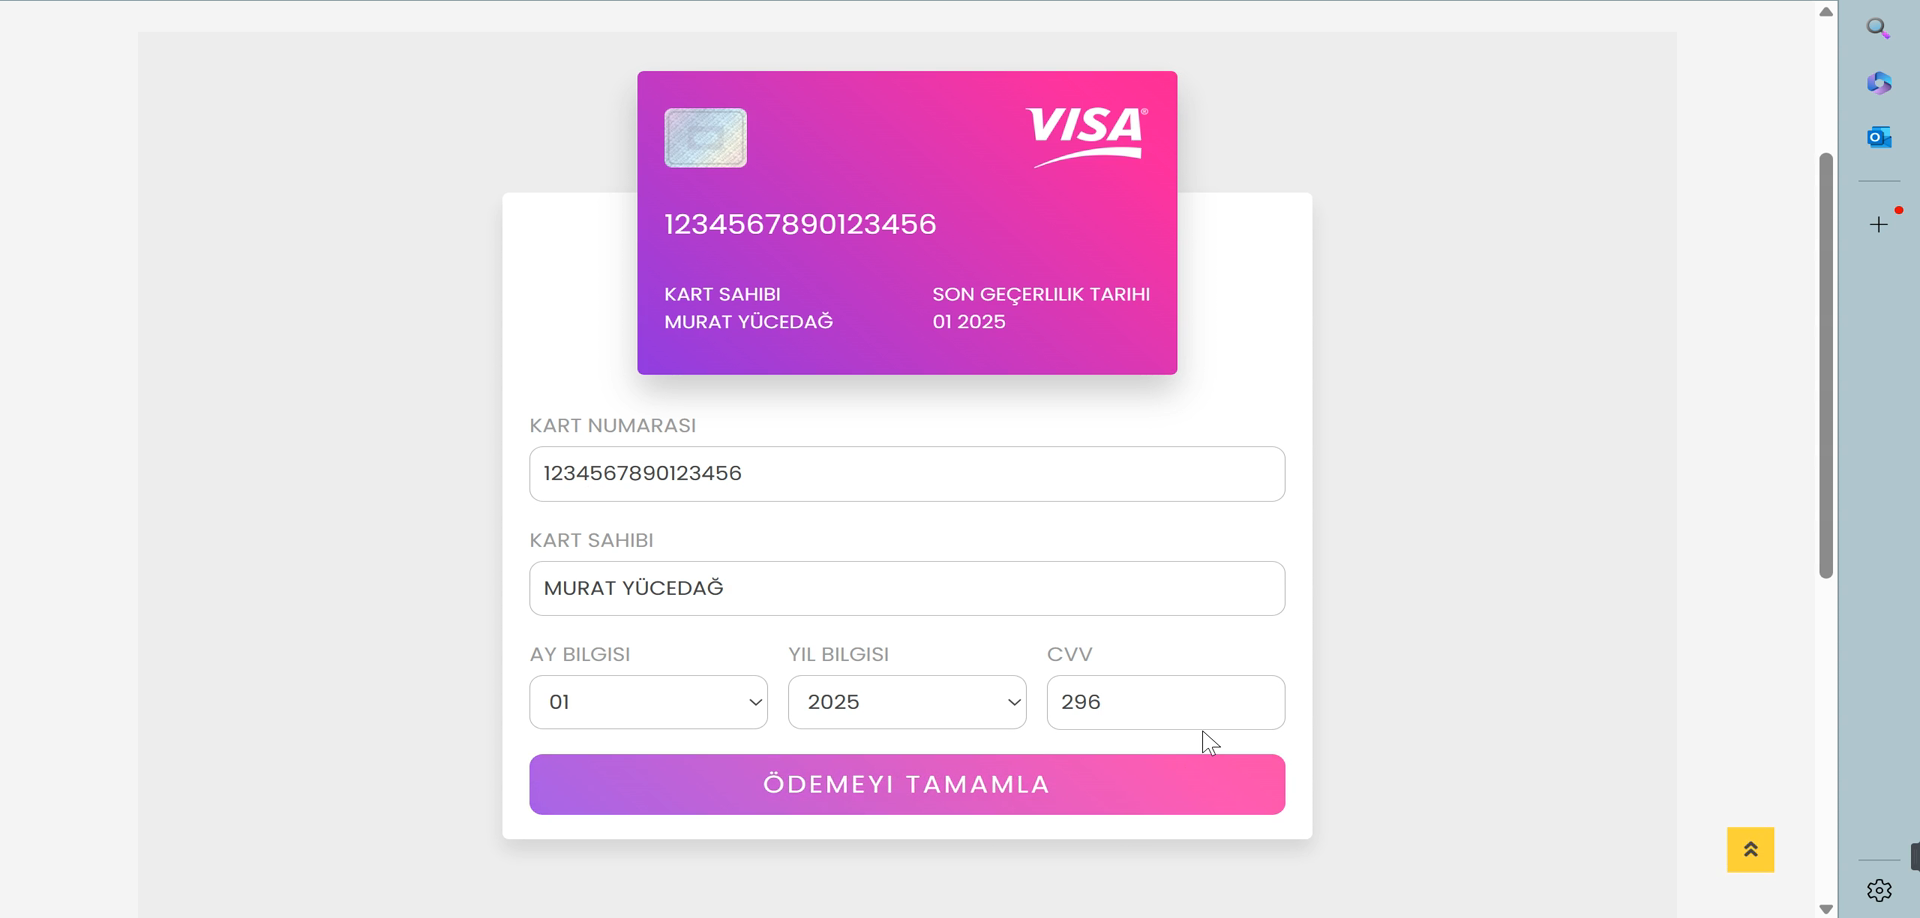 VISA®
1234567890123456
KART SAHIBI
SON GEÇERLILIK TARIHI
MURAT YÜCEDAĞ
01 2025
KART NUMARASI
1234567890123456
KART SAHIBI
MURAT YÜCEDAĞ
AY BILGISI
YIL BILGISI
CVV
01
2025
296
ÖDEMEYI TAMAMLA